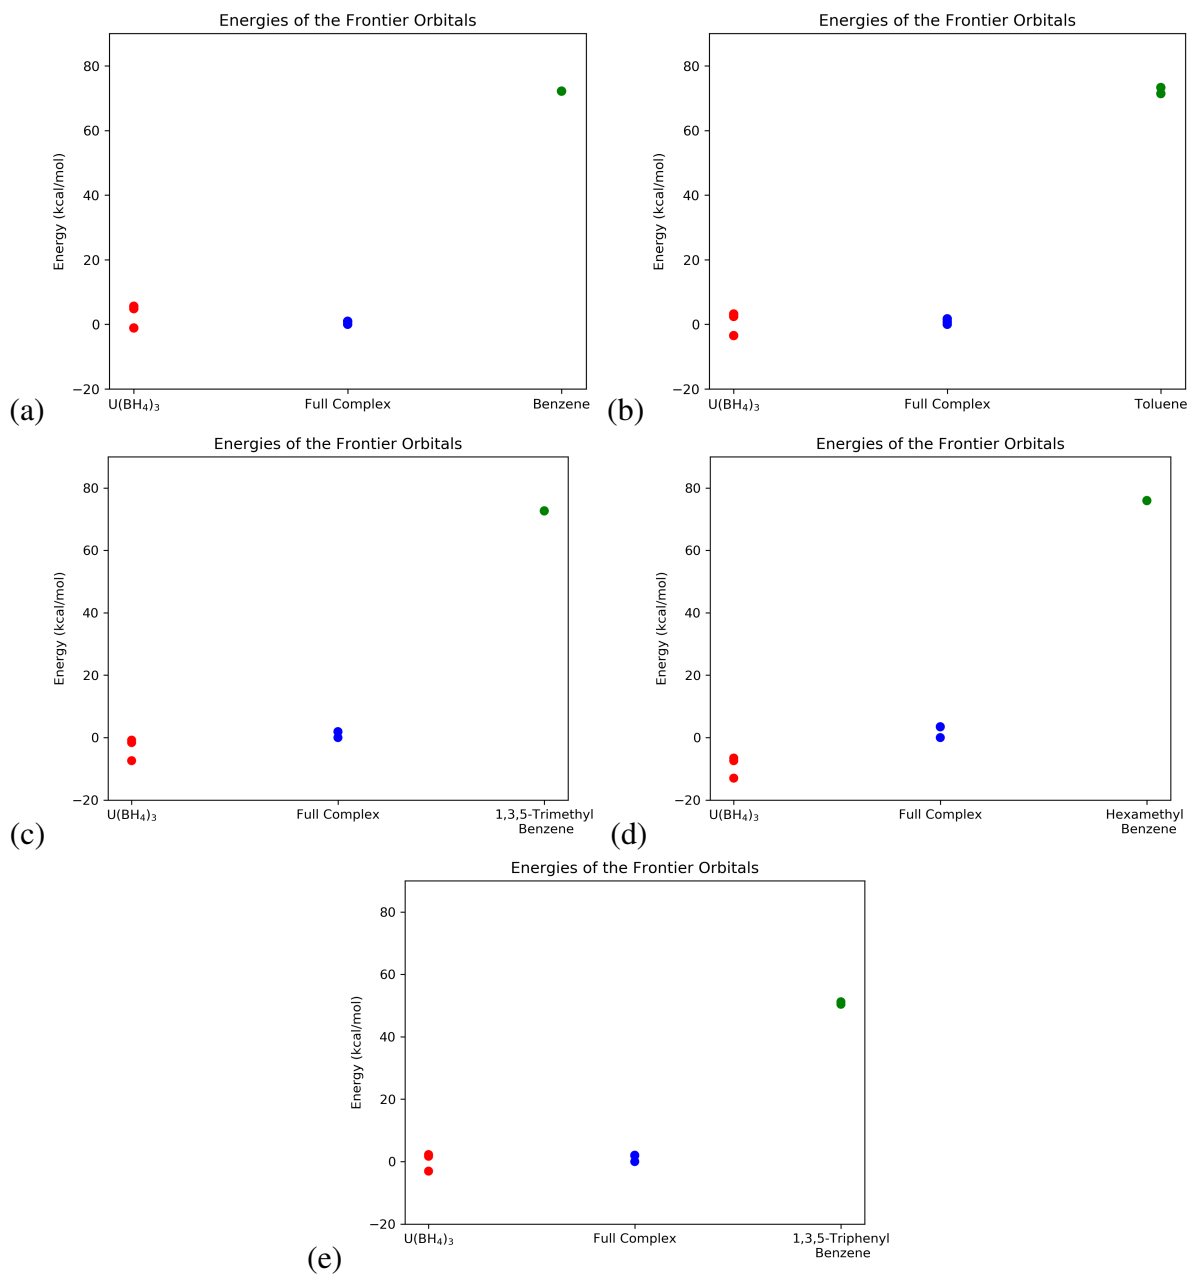 Energies of the Frontier Orbitals
Energy (kcal/mol)
80
60
40
20
0
−20
U(BH₄)₃
Full Complex
Benzene
(a)
Energies of the Frontier Orbitals
Energy (kcal/mol)
80
60
40
20
0
−20
U(BH₄)₃
Full Complex
Toluene
(b)
Energies of the Frontier Orbitals
Energy (kcal/mol)
80
60
40
20
0
−20
U(BH₄)₃
Full Complex
1,3,5-Trimethyl
Benzene
(c)
Energies of the Frontier Orbitals
Energy (kcal/mol)
80
60
40
20
0
−20
U(BH₄)₃
Full Complex
Hexamethyl
Benzene
(d)
Energies of the Frontier Orbitals
Energy (kcal/mol)
80
60
40
20
0
−20
U(BH₄)₃
Full Complex
1,3,5-Triphenyl
Benzene
(e)